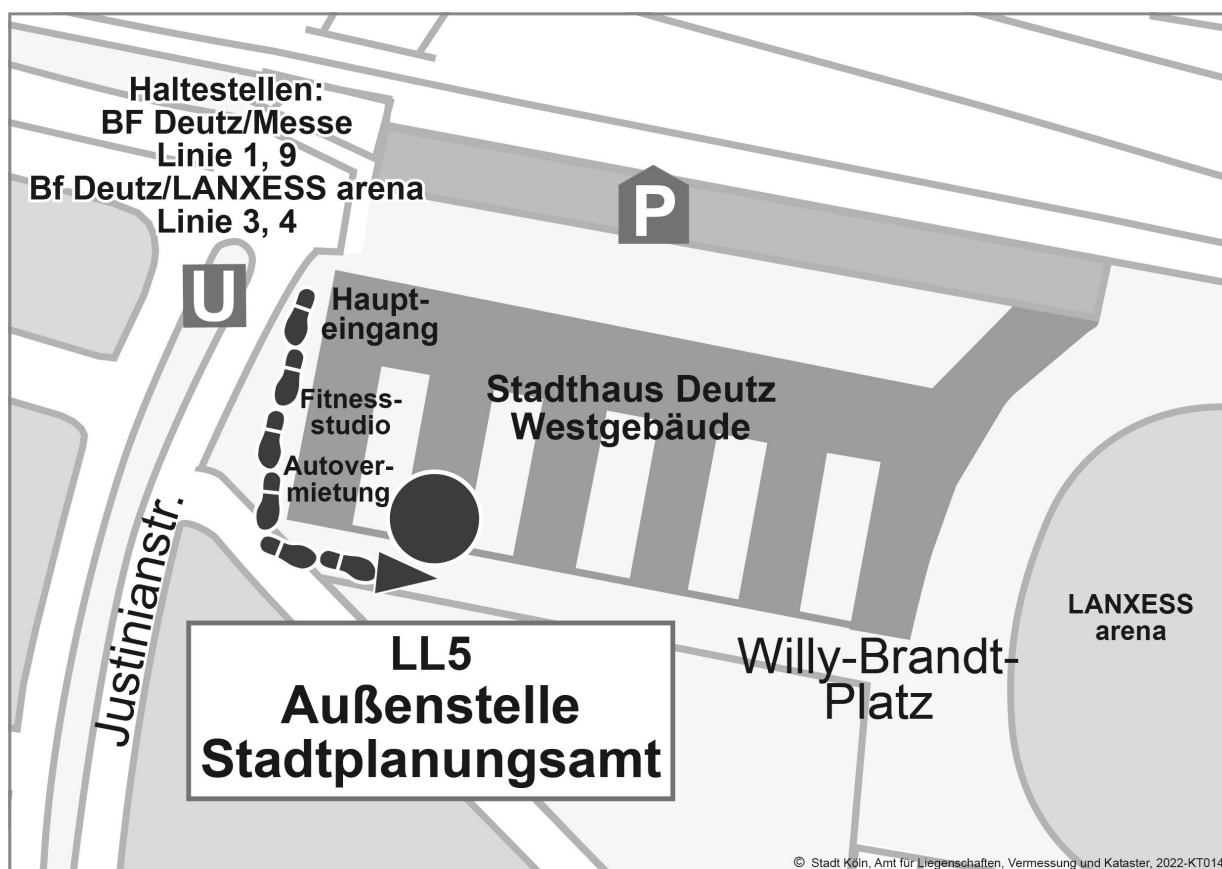 Haltestellen:
BF Deutz/Messe
Linie 1, 9
Bf Deutz/LANXESS arena
Linie 3, 4
P
U
Haupt-
eingang
Fitness-
studio
Autover-
mietung
Stadthaus Deutz
Westgebäude
Justinianstr.
LANXESS
arena
Willy-Brandt-
Platz
LL5
Außenstelle
Stadtplanungsamt
© Stadt Köln, Amt für Liegenschaften, Vermessung und Kataster, 2022-KT014